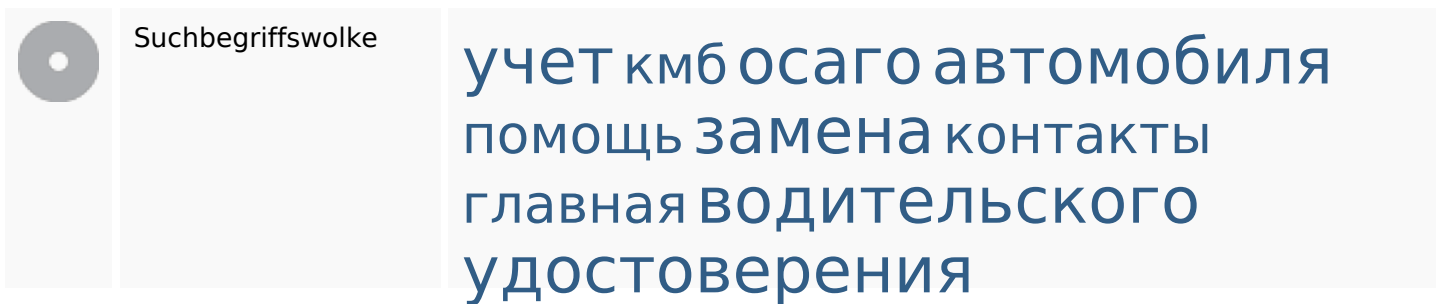 Suchbegriffswolke
учет кмб осаго автомобиля
помощь замена контакты
главная водительского
удостоверения